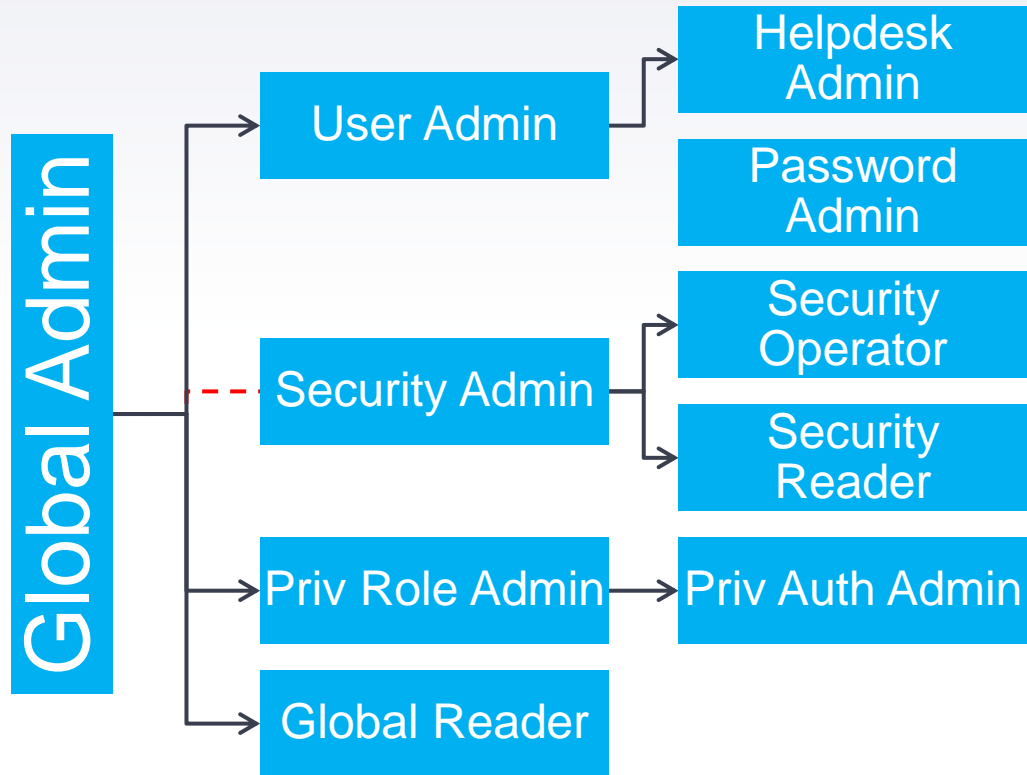 Global Admin
User Admin
Helpdesk
Admin
Password
Admin
Security Admin
Security
Operator
Security
Reader
Priv Role Admin
Priv Auth Admin
Global Reader